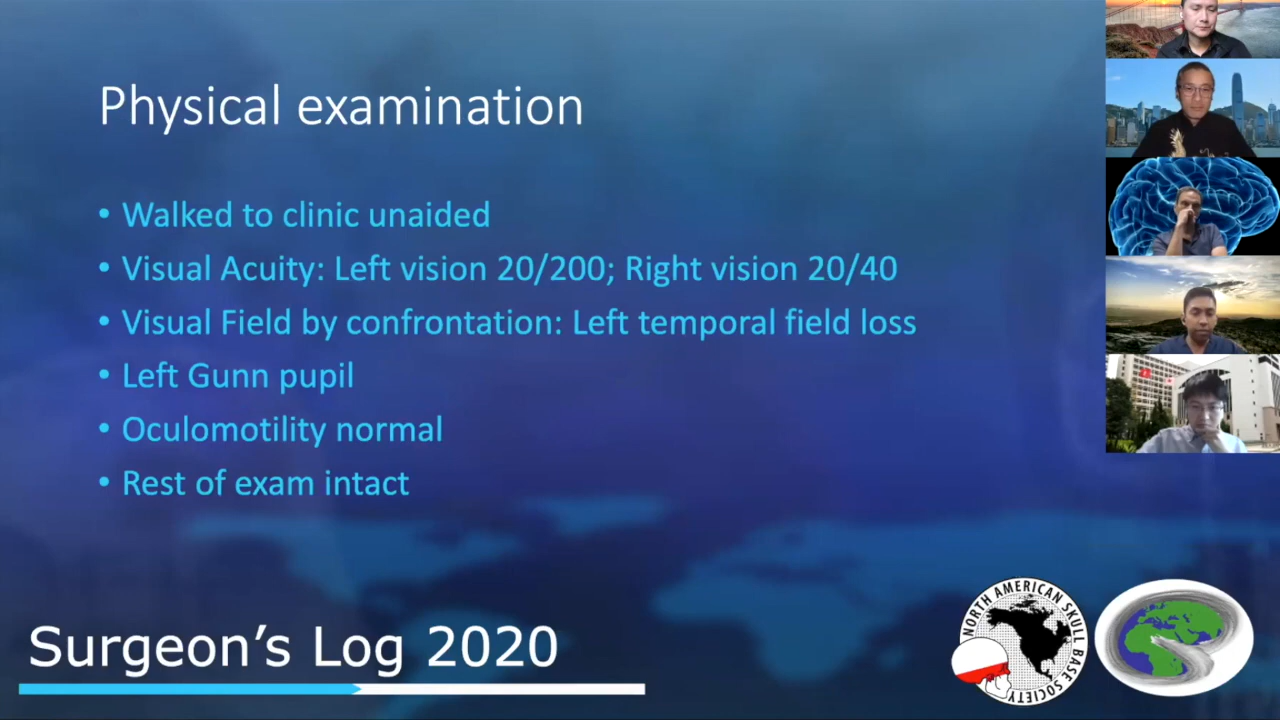 Physical examination
• Walked to clinic unaided
• Visual Acuity: Left vision 20/200; Right vision 20/40
• Visual Field by confrontation: Left temporal field loss
• Left Gunn pupil
• Oculomotility normal
• Rest of exam intact
Surgeon's Log 2020
NORTH AMERICAN SKULL BASE SOCIETY